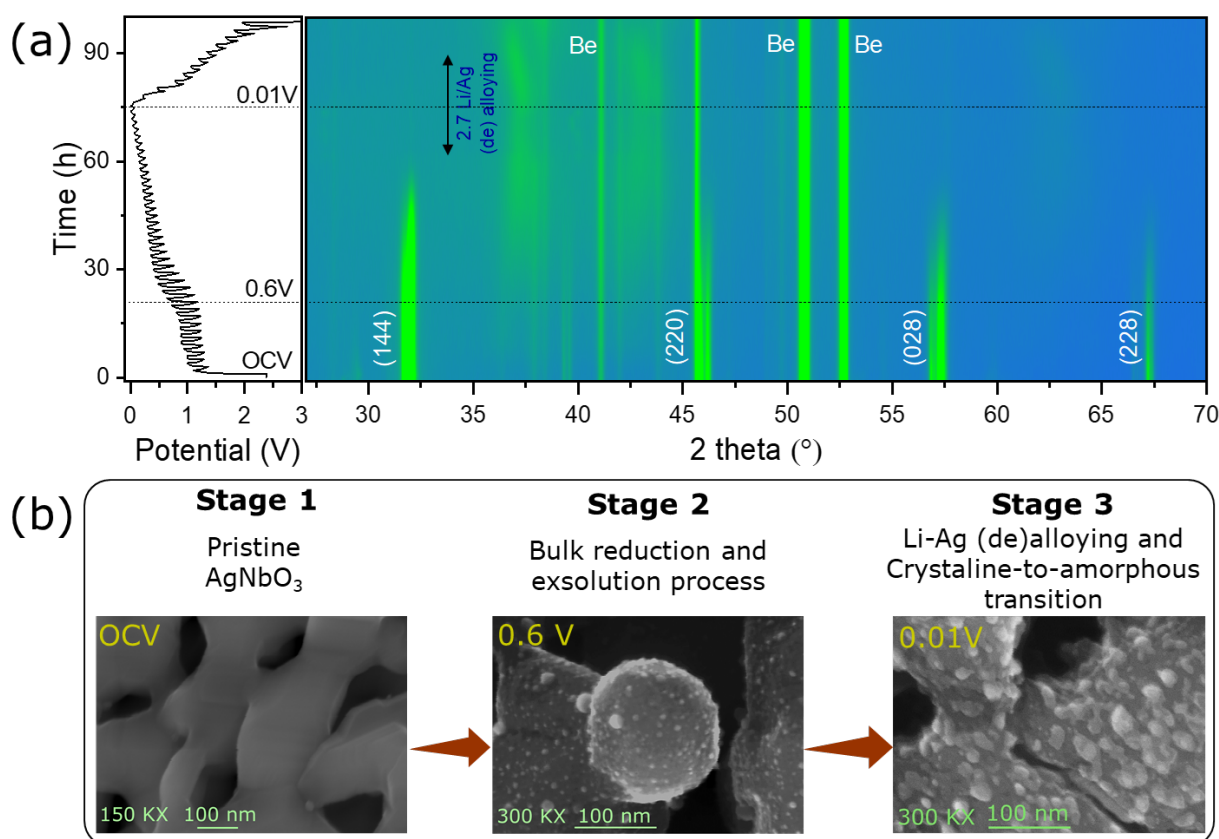 (a)
90
60
30
0
Time (h)
0.01V
0.6V
OCV
0 1 2 3
Potential (V)
2.7 Li/Ag
(de) alloying
Be
Be
Be
(144)
(220)
(028)
(228)
30 35 40 45 50 55 60 65 70
2 theta (°)
(b)
Stage 1
Pristine
AgNbO₃
OCV
150 KX 100 nm
Stage 2
Bulk reduction and
exsolution process
0.6 V
300 KX 100 nm
Stage 3
Li-Ag (de)alloying and
Crystaline-to-amorphous
transition
0.01V
300 KX 100 nm